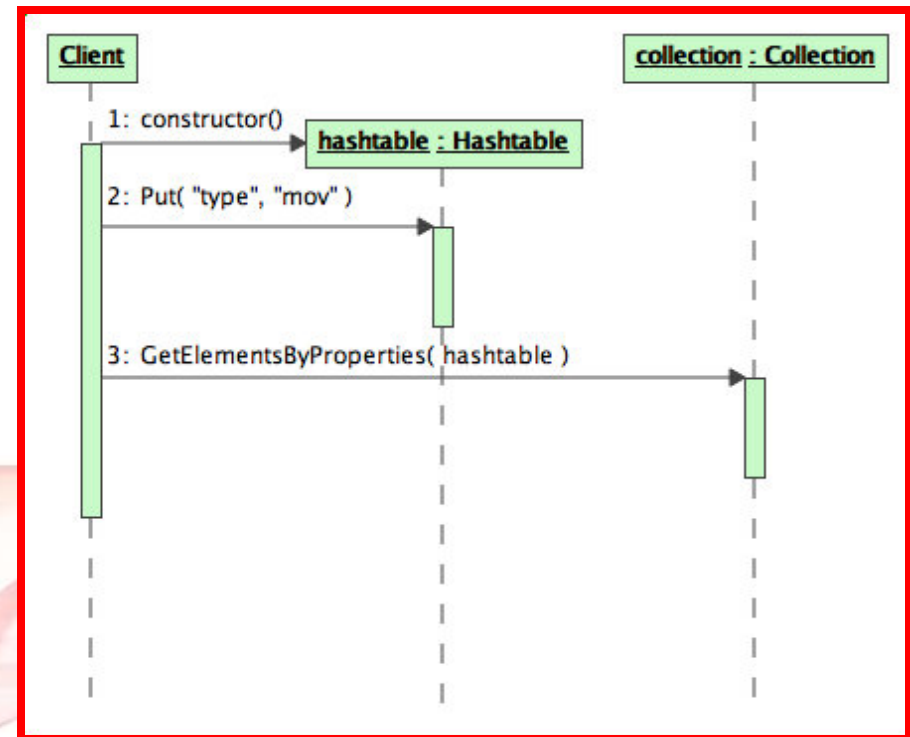 Client
collection : Collection
1: constructor()
hashtable : Hashtable
2: Put( "type", "mov" )
3: GetElementsByProperties( hashtable )